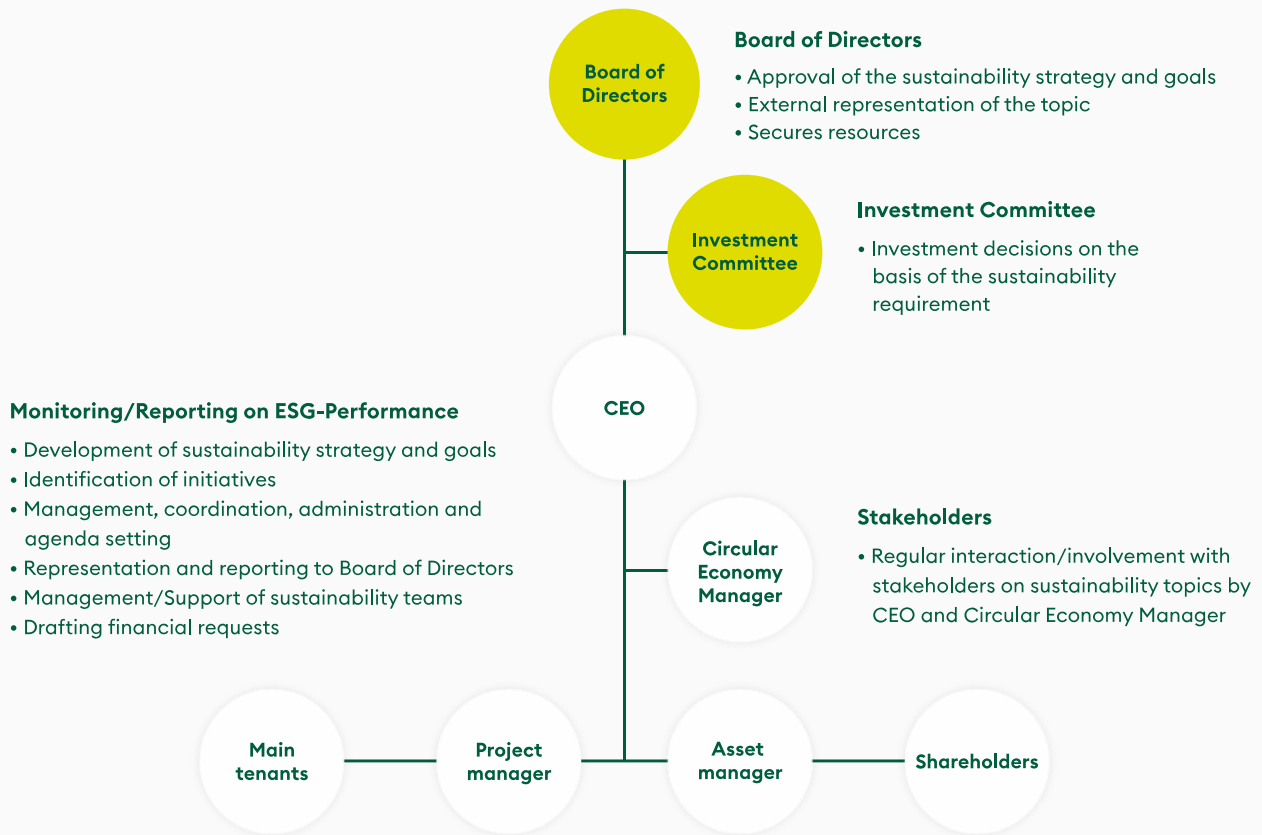 Board of
Directors
Board of Directors
• Approval of the sustainability strategy and goals
• External representation of the topic
• Secures resources
Investment
Committee
Investment Committee
• Investment decisions on the
basis of the sustainability
requirement
CEO
Monitoring/Reporting on ESG-Performance
• Development of sustainability strategy and goals
• Identification of initiatives
• Management, coordination, administration and
agenda setting
• Representation and reporting to Board of Directors
• Management/Support of sustainability teams
• Drafting financial requests
Circular
Economy
Manager
Stakeholders
• Regular interaction/involvement with
stakeholders on sustainability topics by
CEO and Circular Economy Manager
Main
tenants
Project
manager
Asset
manager
Shareholders